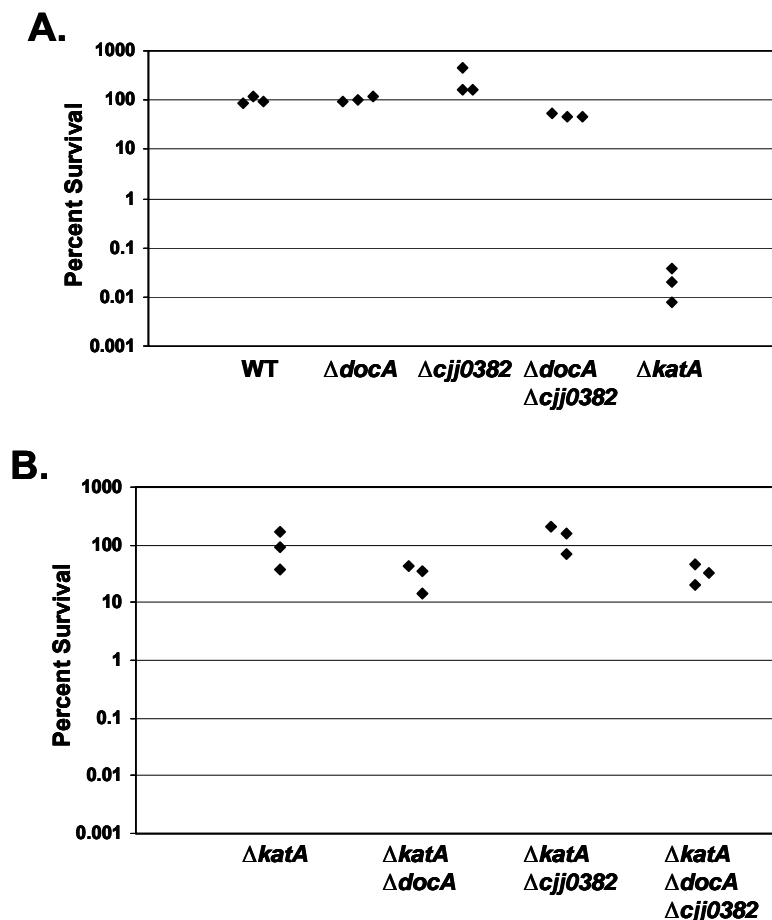 A.
Percent Survival
1000
100
10
1
0.1
0.01
0.001
WT ΔdocA Δcjj0382 ΔdocA ΔkatA
Δcjj0382
B.
Percent Survival
1000
100
10
1
0.1
0.01
0.001
ΔkatA ΔkatA ΔkatA ΔkatA
ΔdocA Δcjj0382 ΔdocA
Δcjj0382